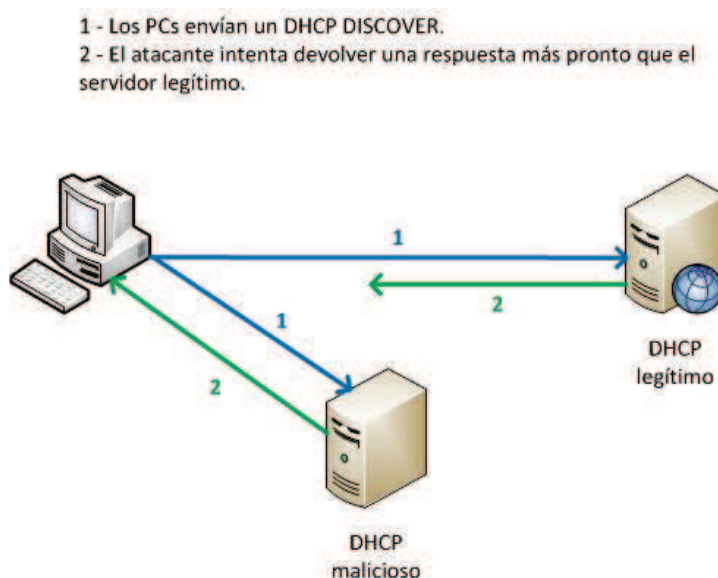 1 - Los PCs envían un DHCP DISCOVER.
2 - El atacante intenta devolver una respuesta más pronto que el
servidor legítimo.
1
2
DHCP
legítimo
1
2
DHCP
malicioso